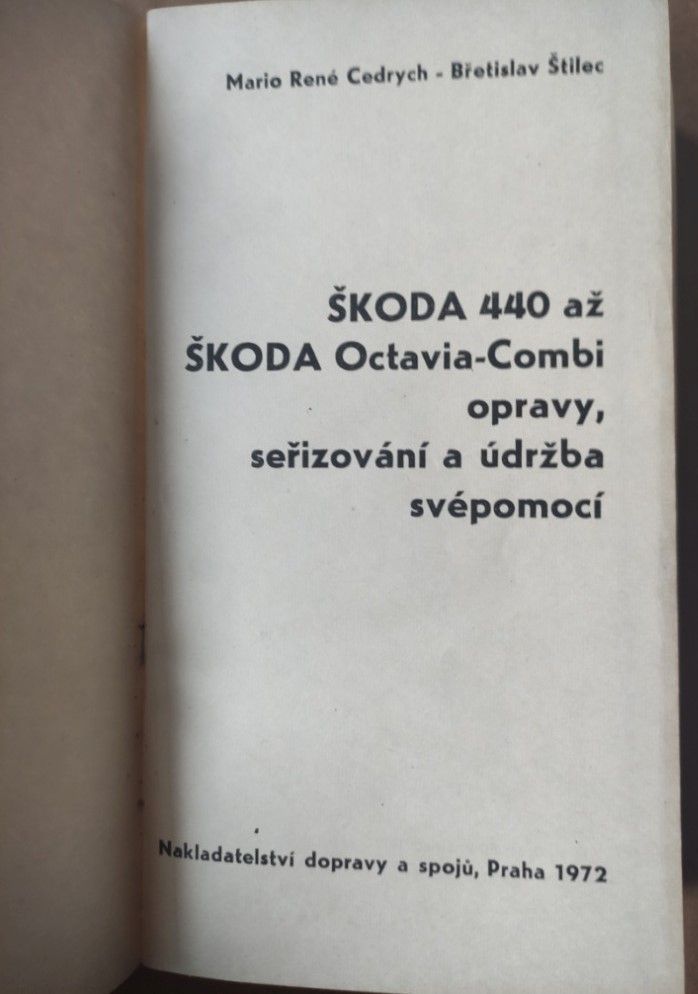 Mario René Cedrych - Břetislav Štilec
ŠKODA 440 až
ŠKODA Octavia-Combi
opravy,
seřizování a údržba
svépomocí
Nakladatelství dopravy a spojů, Praha 1972